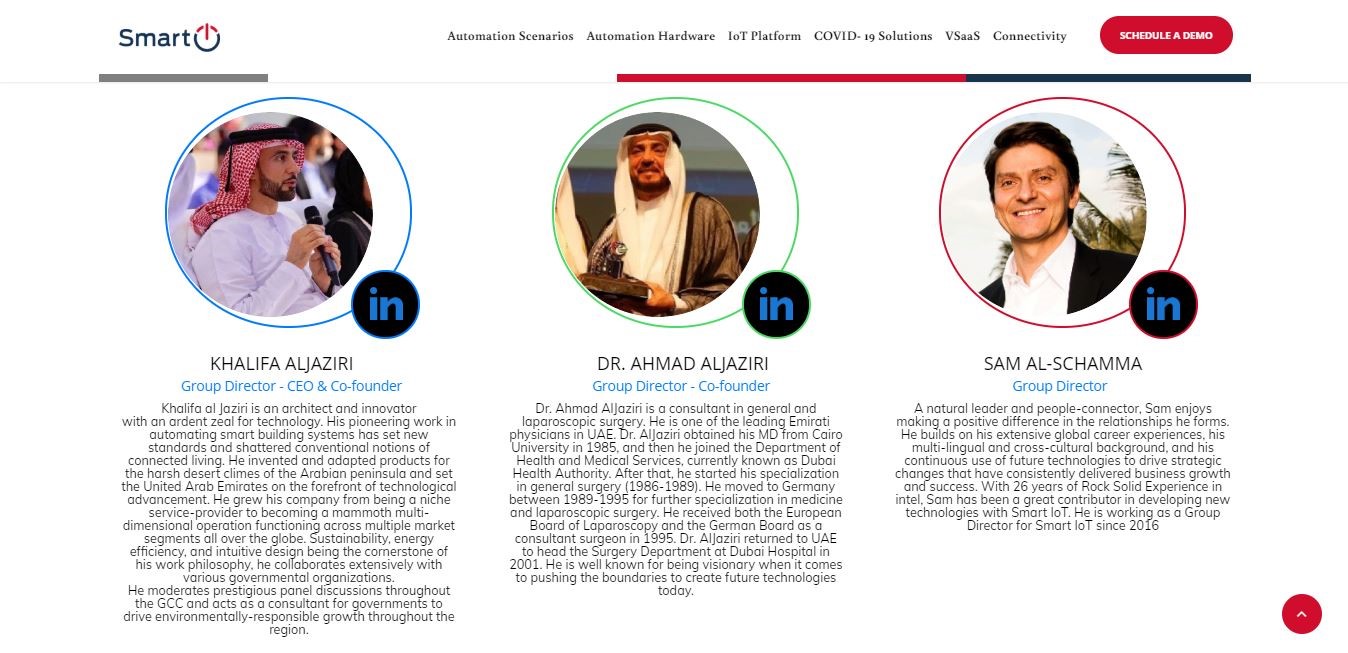 Smart
Automation Scenarios Automation Hardware IoT Platform COVID- 19 Solutions VSaaS Connectivity SCHEDULE A DEMO
in
in
in
KHALIFA ALJAZIRI
Group Director - CEO & Co-founder
Khalifa al Jaziri is an architect and innovator
with an ardent zeal for technology. His pioneering work in
automating smart building systems has set new
standards and shattered conventional notions of
connected living. He invented and adapted products for
the harsh desert climes of the Arabian peninsula and set
the United Arab Emirates on the forefront of technological
advancement. He grew his company from being a niche
service-provider to becoming a mammoth multi-
dimensional operation functioning across multiple market
segments all over the globe. Sustainability, energy
efficiency, and intuitive design being the cornerstone of
his work philosophy, he collaborates extensively with
various governmental organizations.
He moderates prestigious panel discussions throughout
the GCC and acts as a consultant for governments to
drive environmentally-responsible growth throughout the
region.
DR. AHMAD ALJAZIRI
Group Director - Co-founder
Dr. Ahmad AlJaziri is a consultant in general and
laparoscopic surgery. He is one of the leading Emirati
physicians in UAE. Dr. AlJaziri obtained his MD from Cairo
University in 1985, and then he joined the Department of
Health and Medical Services, currently known as Dubai
Health Authority. After that, he started his specialization
in general surgery (1986-1989). He moved to Germany
between 1989-1995 for further specialization in medicine
and laparoscopic surgery. He received both the European
Board of Laparoscopy and the German Board as a
consultant surgeon in 1995. Dr. AlJaziri returned to UAE
to head the Surgery Department at Dubai Hospital in
2001. He is well known for being visionary when it comes
to pushing the boundaries to create future technologies
today.
SAM AL-SCHAMMA
Group Director
A natural leader and people-connector, Sam enjoys
making a positive difference in the relationships he forms.
He builds on his extensive global career experiences, his
multi-lingual and cross-cultural background, and his
continuous use of future technologies to drive strategic
changes that have consistently delivered business growth
and success. With 26 years of Rock Solid Experience in
intel, Sam has been a great contributor in developing new
technologies with Smart IoT. He is working as a Group
Director for Smart IoT since 2016